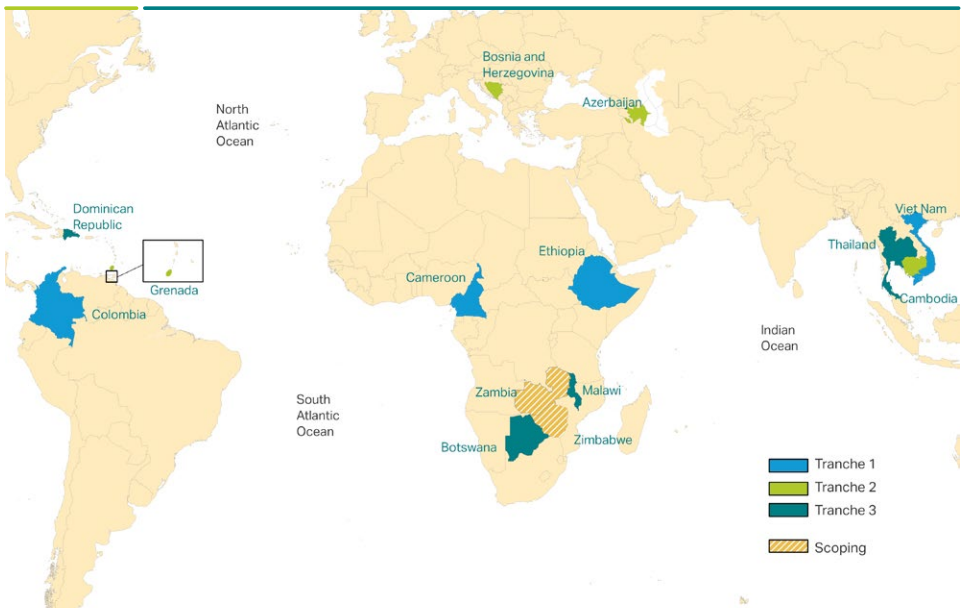 Bosnia and
Herzegovina
Azerbaijan
North
Atlantic
Ocean
Dominican
Republic
Viet Nam
Thailand
Ethiopia
Cameroon
Grenada
Cambodia
Colombia
Indian
Ocean
Zambia
Malawi
South
Atlantic
Ocean
Botswana
Zimbabwe
Tranche 1
Tranche 2
Tranche 3
Scoping